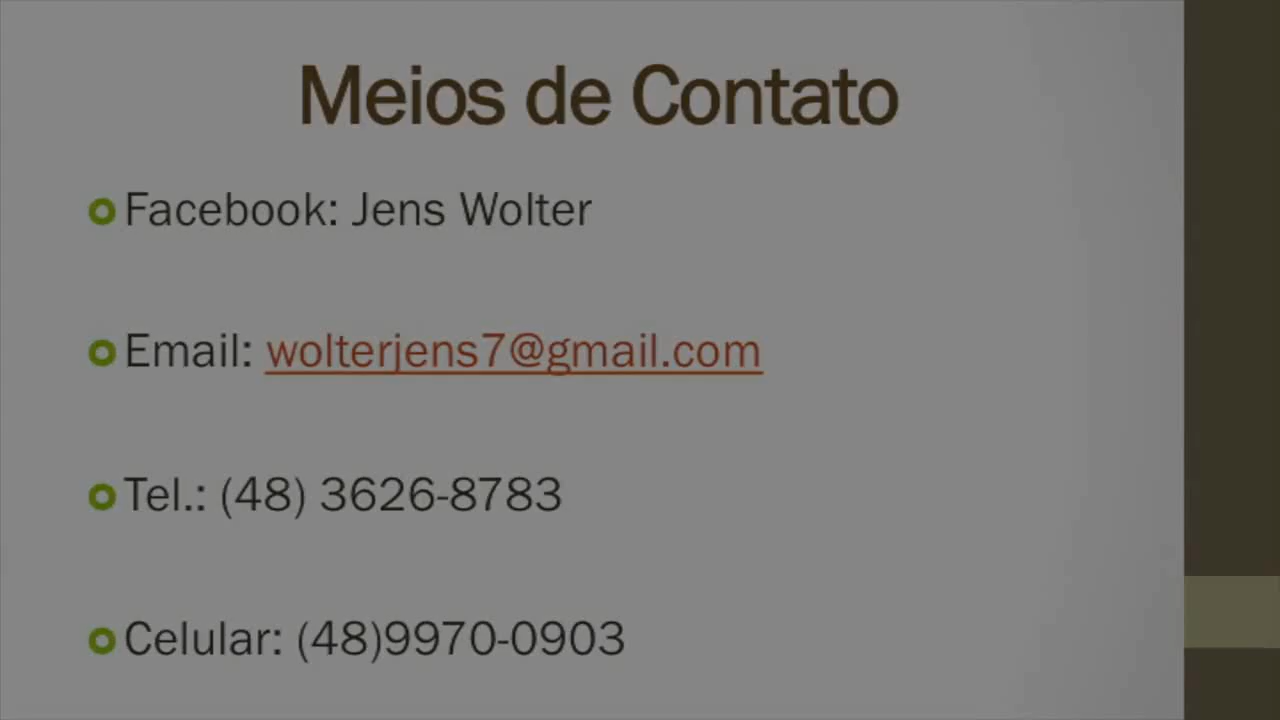 Meios de Contato
Facebook: Jens Wolter
Email: wolterjens7@gmail.com
Tel.: (48) 3626-8783
Celular: (48)9970-0903